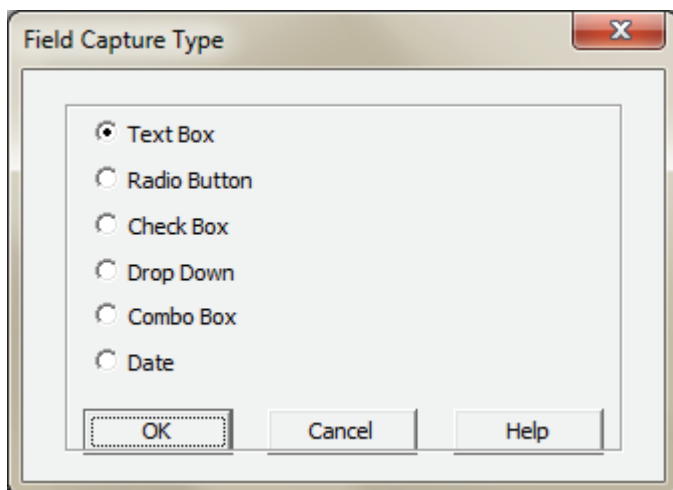 Field Capture Type
Text Box
Radio Button
Check Box
Drop Down
Combo Box
Date
OK Cancel Help